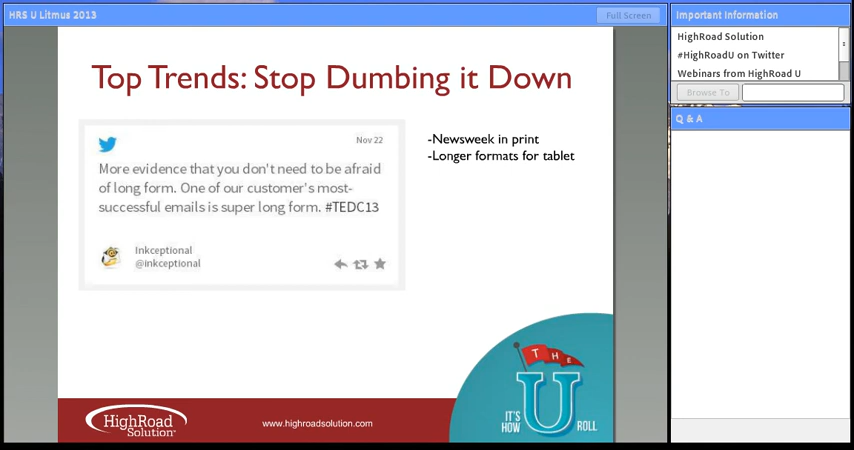 HRS U Litmus 2013
Full Screen
Top Trends: Stop Dumbing it Down
Nov 22
More evidence that you don't need to be afraid
of long form. One of our customer's most-
successful emails is super long form. #TEDC13
Inkceptional
@inkceptional
-Newsweek in print
-Longer formats for tablet
THE
U
IT'S
HOW
ROLL
HighRoad
Solution
www.highroadsolution.com
Important Information
HighRoad Solution
#HighRoadU on Twitter
Webinars from HighRoad U
Browse To
Q & A